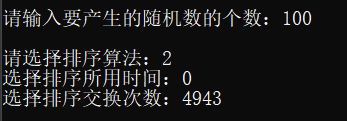 请输入要产生的随机数的个数：100
请选择排序算法：2
选择排序所用时间：0
选择排序交换次数：4943